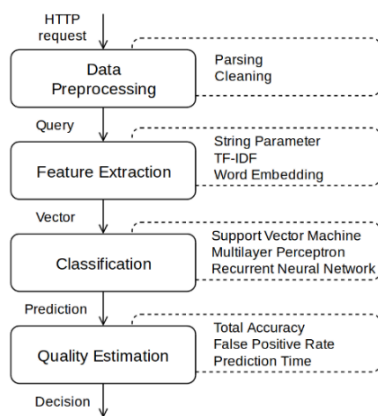 HTTP
request
Data
Preprocessing
Parsing
Cleaning
Query
Feature Extraction
String Parameter
TF-IDF
Word Embedding
Vector
Classification
Support Vector Machine
Multilayer Perceptron
Recurrent Neural Network
Prediction
Quality Estimation
Total Accuracy
False Positive Rate
Prediction Time
Decision